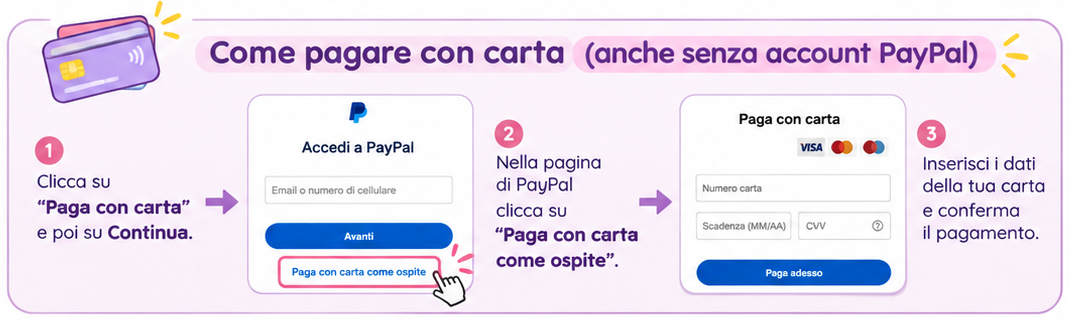 Come pagare con carta (anche senza account PayPal)
1
Clicca su
“Paga con carta”
e poi su Continua.
Accedi a PayPal
Email o numero di cellulare
Avanti
Paga con carta come ospite
2
Nella pagina
di PayPal
clicca su
“Paga con carta
come ospite”.
Paga con carta
VISA
Numero carta
Scadenza (MM/AA)
CVV
?
Paga adesso
3
Inserisci i dati
della tua carta
e conferma
il pagamento.